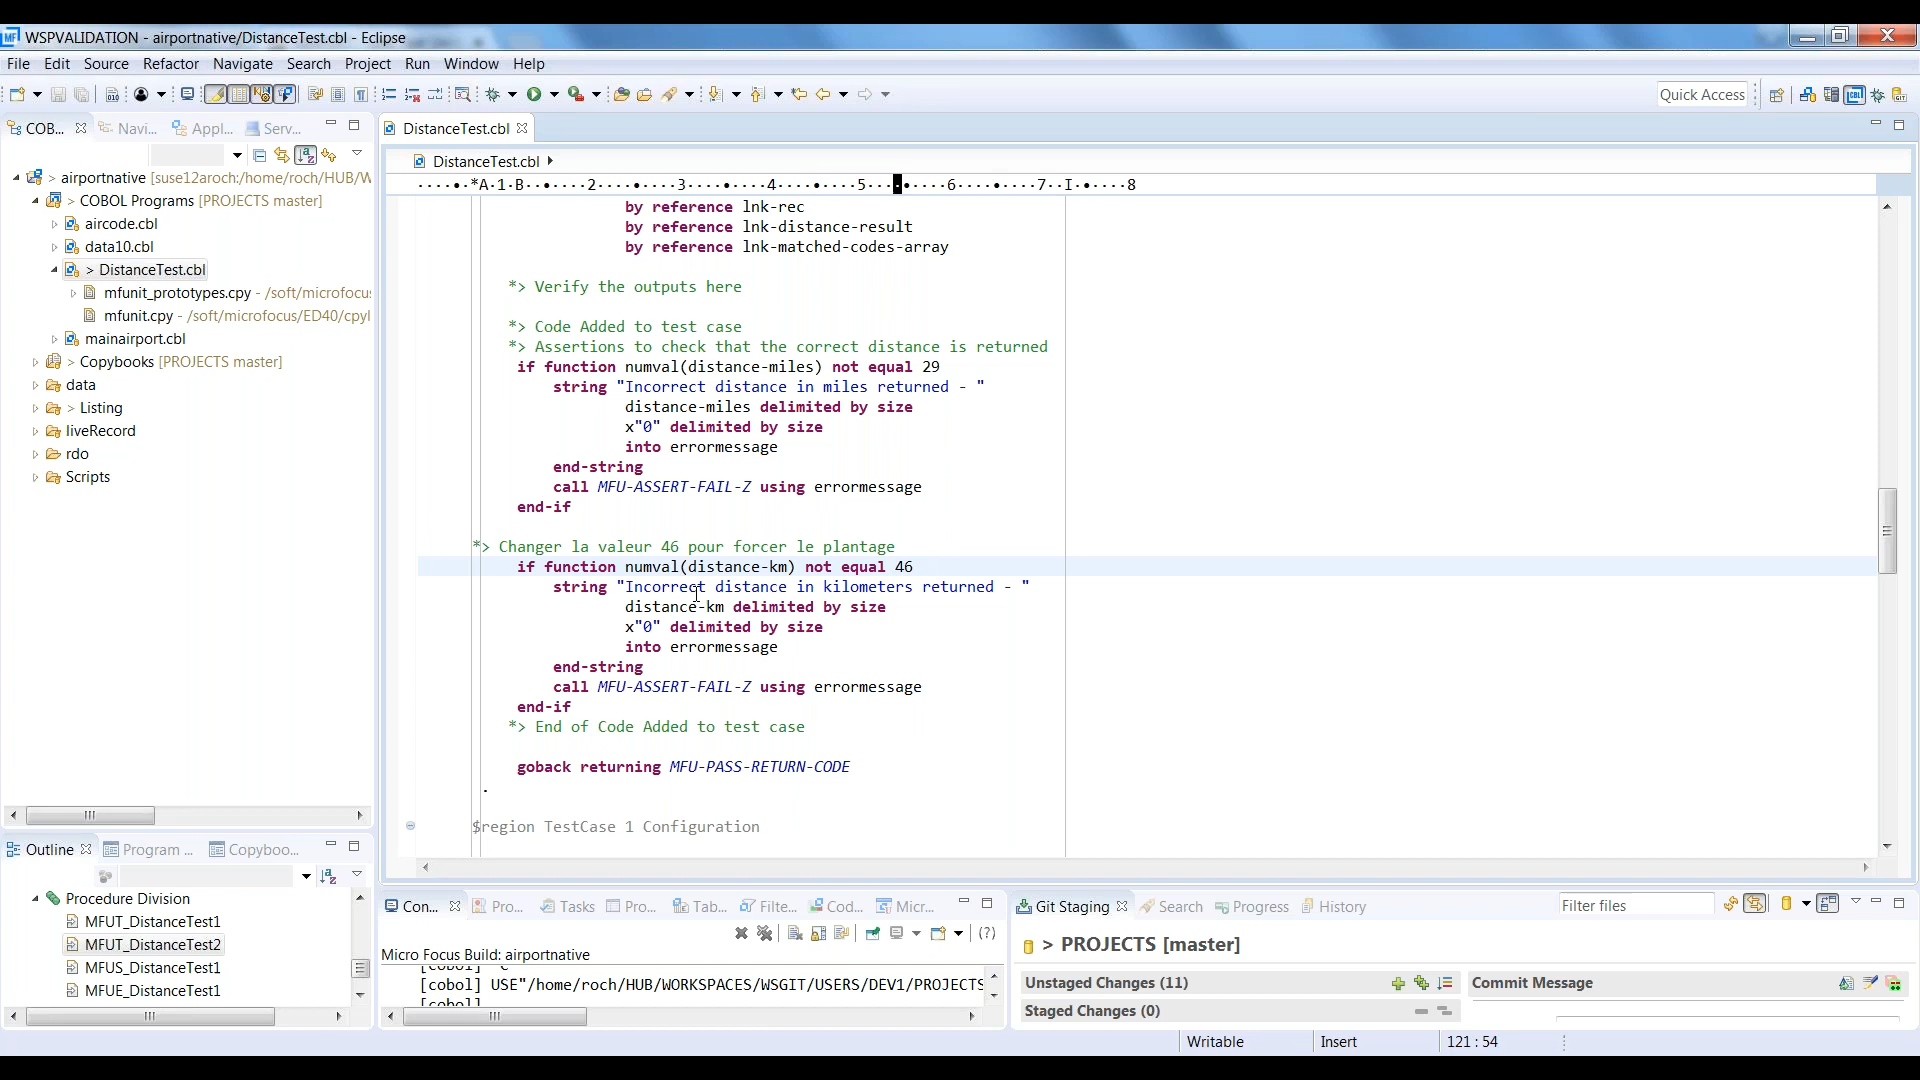 WSPVALIDATION - airportnative/DistanceTest.cbl - Eclipse
File Edit Source Refactor Navigate Search Project Run Window Help
Quick Access
COB... Navi... Appl... Serv...
> airportnative [suse12aroch:/home/roch/HUB/W
> COBOL Programs [PROJECTS master]
aircode.cbl
data10.cbl
> DistanceTest.cbl
mfunit_prototypes.cpy - /soft/microfocus
mfunit.cpy - /soft/microfocus/ED40/cpyl
mainairport.cbl
> Copybooks [PROJECTS master]
data
> Listing
liveRecord
rdo
Scripts
Outline Program ... Copyboo...
Procedure Division
MFUT_DistanceTest1
MFUT_DistanceTest2
MFUS_DistanceTest1
MFUE_DistanceTest1
DistanceTest.cbl
DistanceTest.cbl
·····•·*A·1·B··•····2····•····3····•····4····•····5····•····6····•····7··I·•····8
by reference lnk-rec
by reference lnk-distance-result
by reference lnk-matched-codes-array
*> Verify the outputs here
*> Code Added to test case
*> Assertions to check that the correct distance is returned
if function numval(distance-miles) not equal 29
string "Incorrect distance in miles returned - "
distance-miles delimited by size
x"0" delimited by size
into errormessage
end-string
call MFU-ASSERT-FAIL-Z using errormessage
end-if
*> Changer la valeur 46 pour forcer le plantage
if function numval(distance-km) not equal 46
string "Incorrect distance in kilometers returned - "
distance-km delimited by size
x"0" delimited by size
into errormessage
end-string
call MFU-ASSERT-FAIL-Z using errormessage
end-if
*> End of Code Added to test case
goback returning MFU-PASS-RETURN-CODE
.
$region TestCase 1 Configuration
Con... Pro... Tasks Pro... Tab... Filte... Cod... Micr...
Micro Focus Build: airportnative
[cobol] USE"/home/roch/HUB/WORKSPACES/WSGIT/USERS/DEV1/PROJECTS
[cobol]
Git Staging Search Progress History
Filter files
> PROJECTS [master]
Unstaged Changes (11)
Commit Message
Staged Changes (0)
Writable Insert 121 : 54